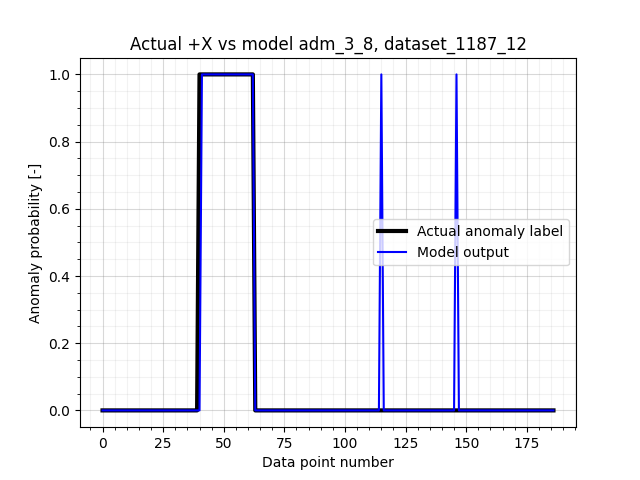 Actual +X vs model adm_3_8, dataset_1187_12
Anomaly probability [-]
1.0
0.8
0.6
0.4
0.2
0.0
Actual anomaly label
Model output
0 25 50 75 100 125 150 175
Data point number